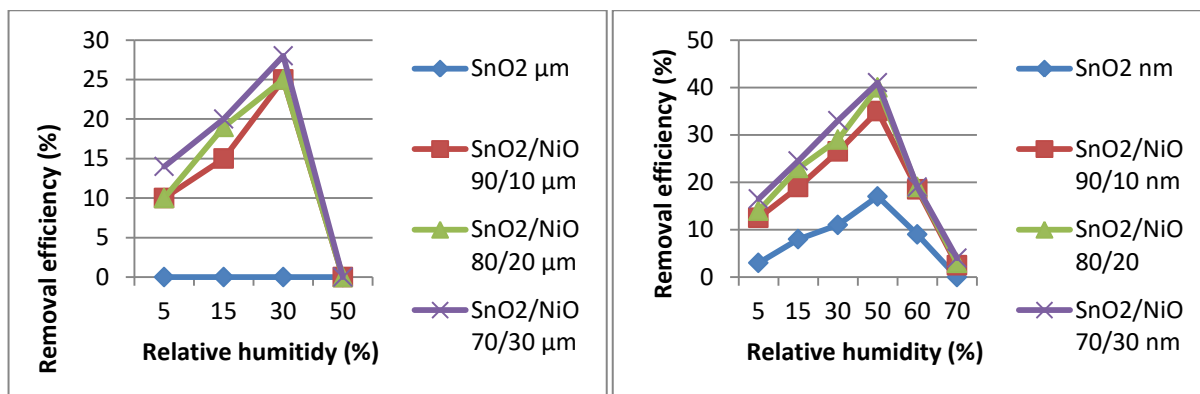 Removal efficiency (%)
30
25
20
15
10
5
0
5 15 30 50
Relative humitidy (%)
SnO2 µm
SnO2/NiO
90/10 µm
SnO2/NiO
80/20 µm
SnO2/NiO
70/30 µm
Removal efficiency (%)
50
40
30
20
10
0
5 15 30 50 60 70
Relative humidity (%)
SnO2 nm
SnO2/NiO
90/10 nm
SnO2/NiO
80/20
SnO2/NiO
70/30 nm